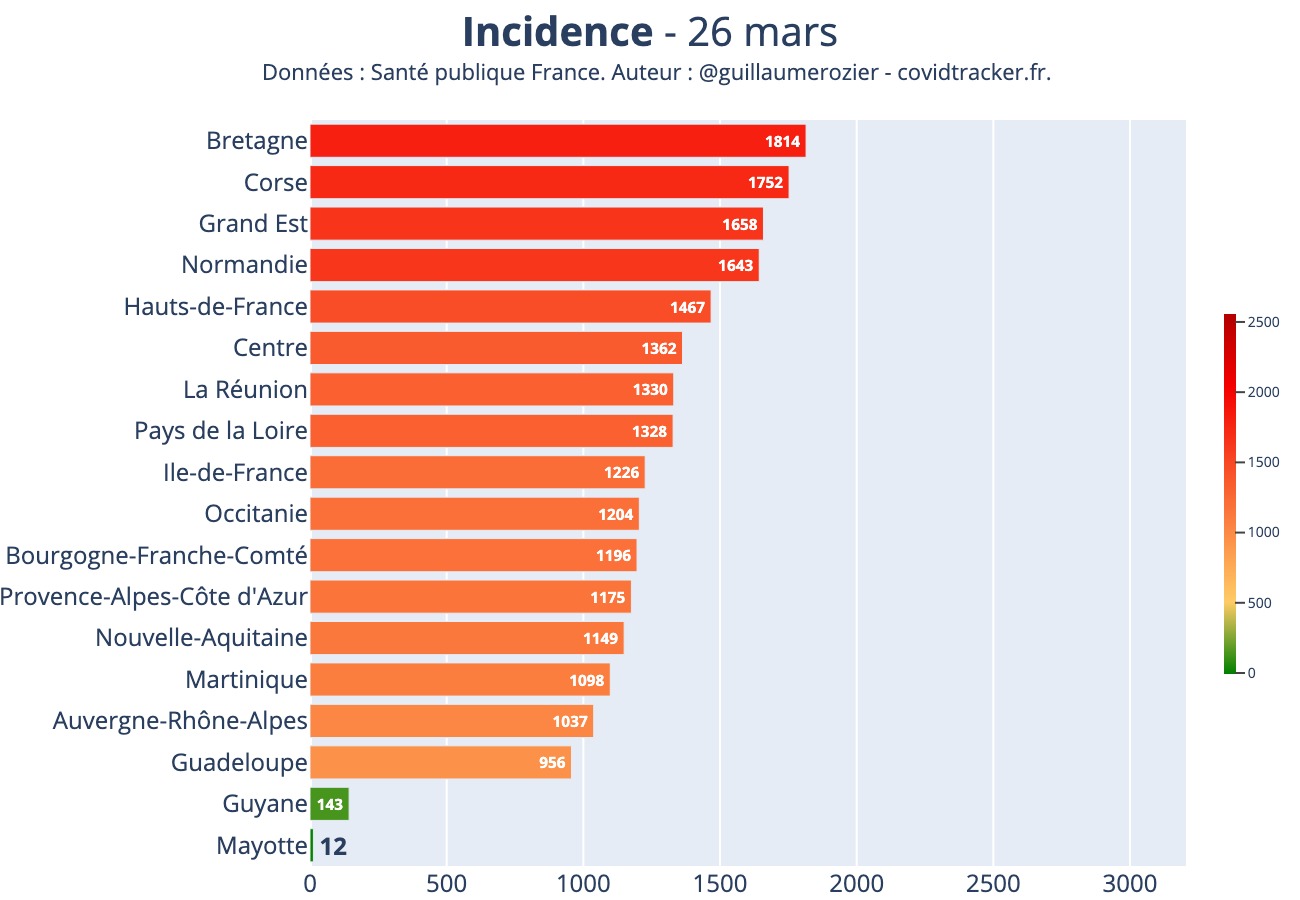 Incidence - 26 mars
Données : Santé publique France. Auteur : @guillaumerozier - covidtracker.fr.
Bretagne 1814
Corse 1752
Grand Est 1658
Normandie 1643
Hauts-de-France 1467
Centre 1362
La Réunion 1330
Pays de la Loire 1328
Ile-de-France 1226
Occitanie 1204
Bourgogne-Franche-Comté 1196
Provence-Alpes-Côte d'Azur 1175
Nouvelle-Aquitaine 1149
Martinique 1098
Auvergne-Rhône-Alpes 1037
Guadeloupe 956
Guyane 143
Mayotte 12
0 500 1000 1500 2000 2500 3000
2500
2000
1500
1000
500
0